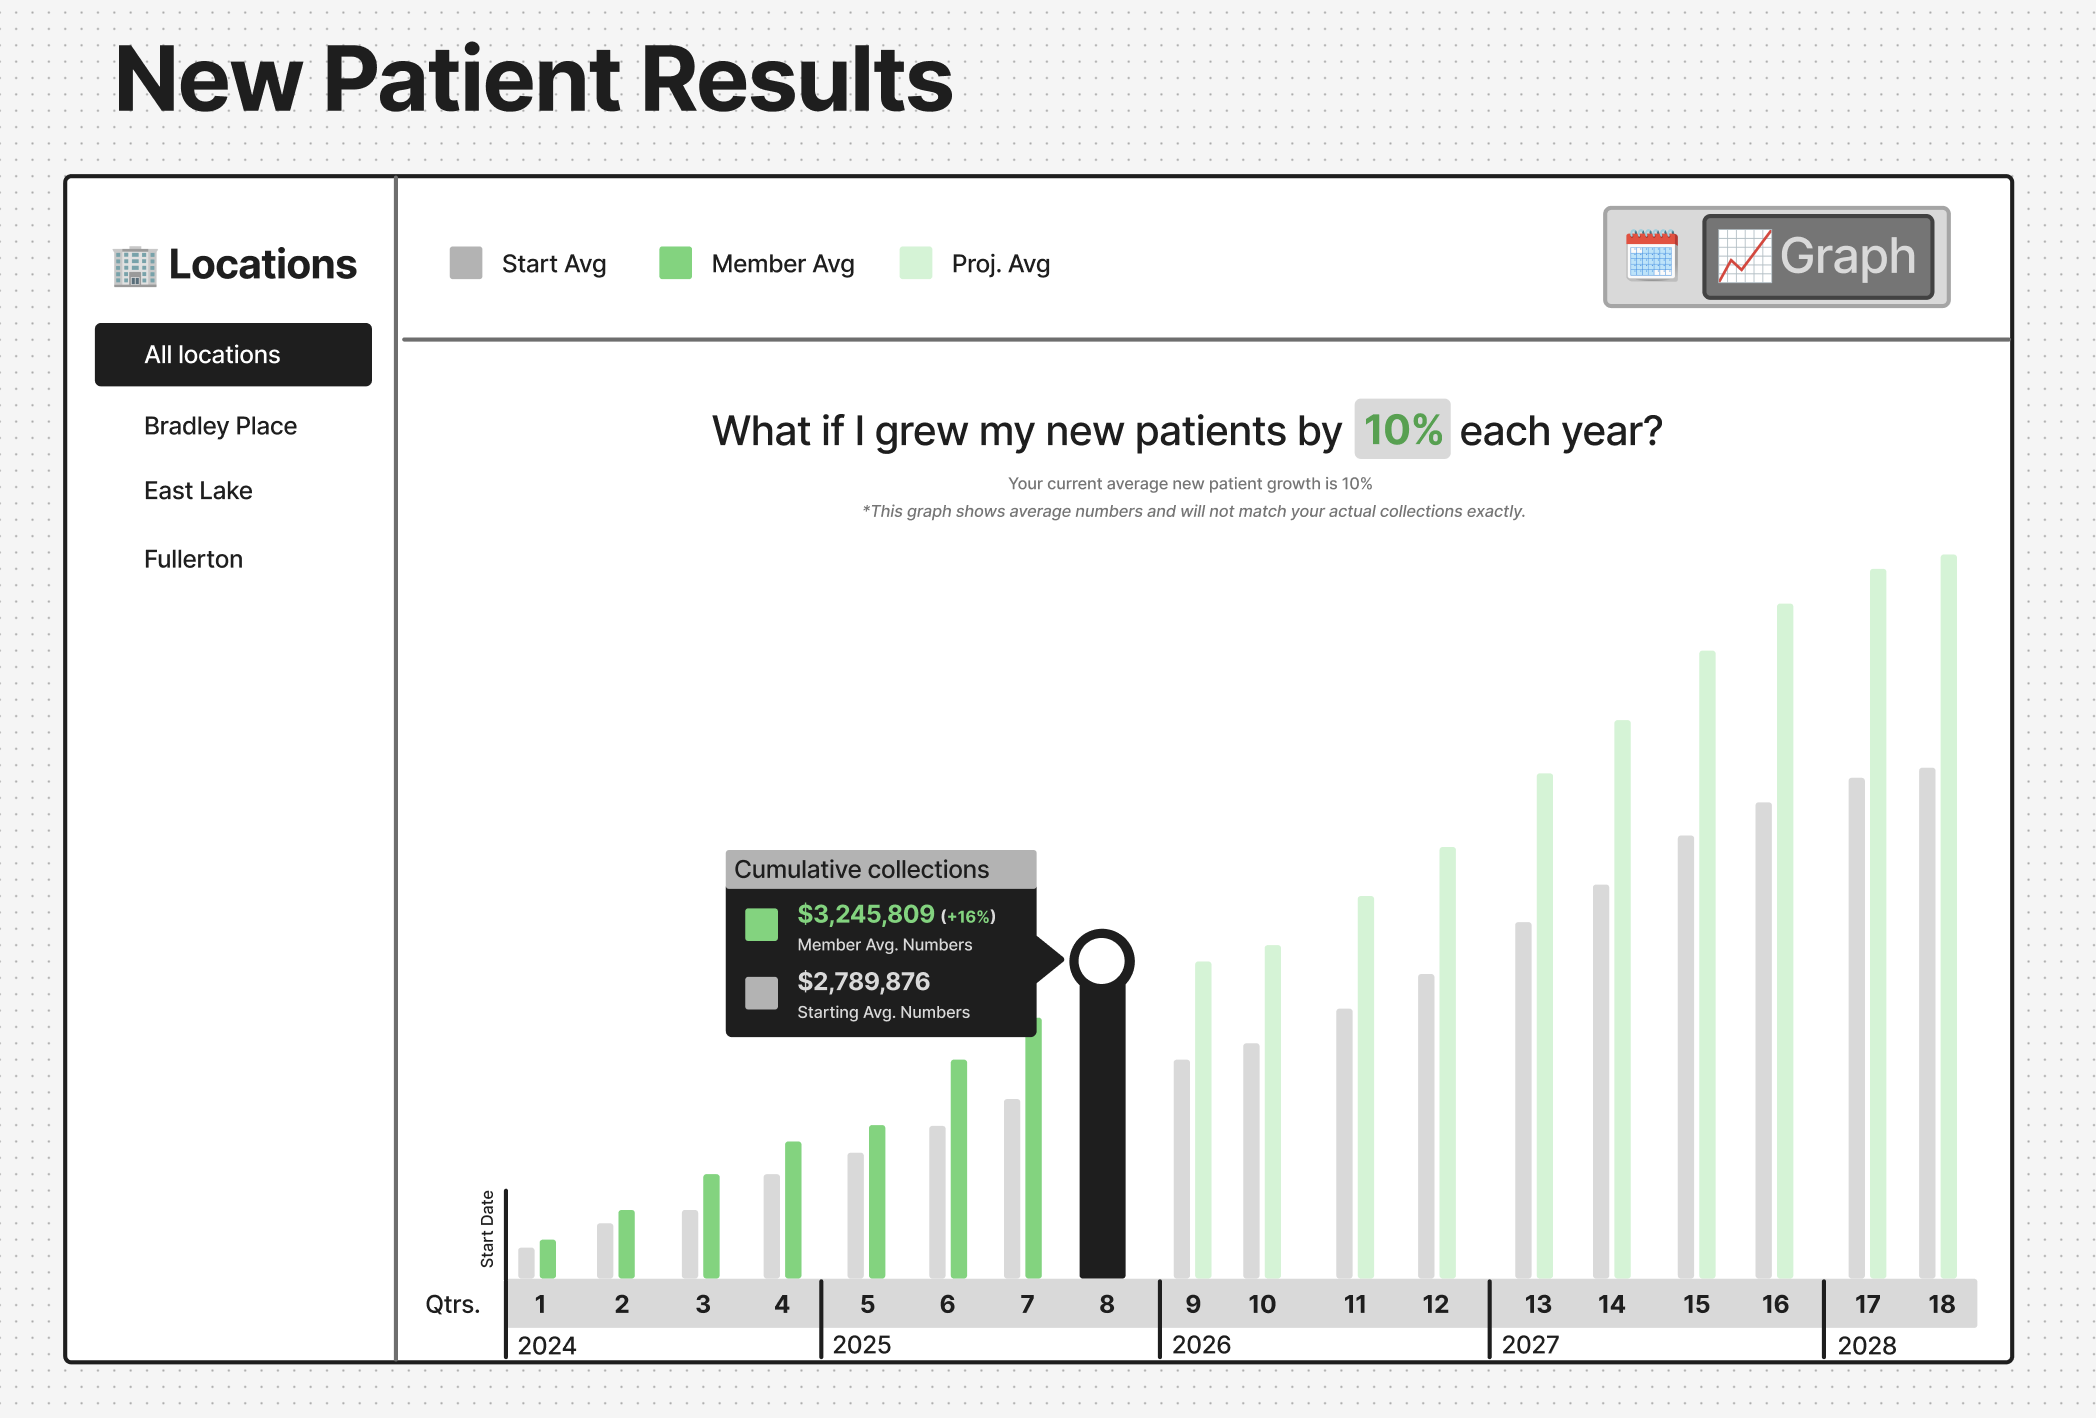 New Patient Results
Locations
All locations
Bradley Place
East Lake
Fullerton
Start Avg
Member Avg
Proj. Avg
Graph
What if I grew my new patients by 10% each year?
Your current average new patient growth is 10%
*This graph shows average numbers and will not match your actual collections exactly.
Cumulative collections
$3,245,809 (+16%)
Member Avg. Numbers
$2,789,876
Starting Avg. Numbers
Start Date
Qtrs. 1 2 3 4 5 6 7 8 9 10 11 12 13 14 15 16 17 18
2024 2025 2026 2027 2028